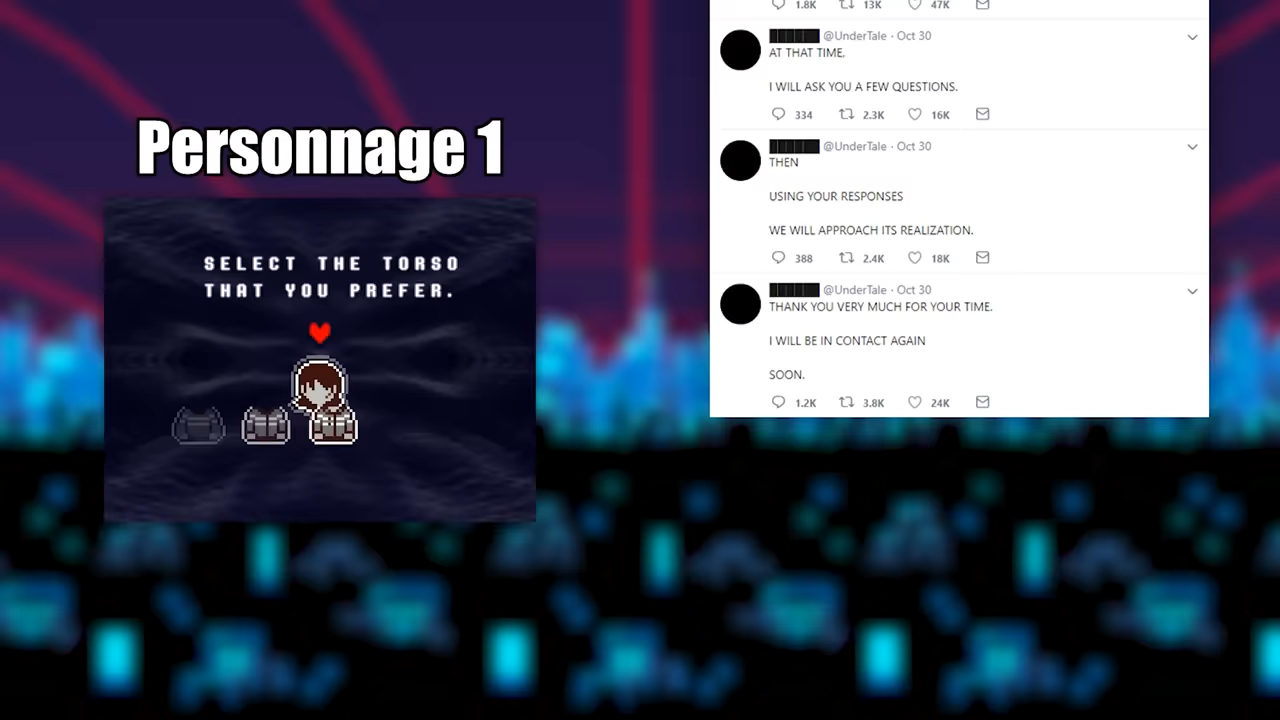 Personnage 1
SELECT THE TORSO
THAT YOU PREFER.
1.8K 13K 47K
@UnderTale · Oct 30
AT THAT TIME.
I WILL ASK YOU A FEW QUESTIONS.
334 2.3K 16K
@UnderTale · Oct 30
THEN
USING YOUR RESPONSES
WE WILL APPROACH ITS REALIZATION.
388 2.4K 18K
@UnderTale · Oct 30
THANK YOU VERY MUCH FOR YOUR TIME.
I WILL BE IN CONTACT AGAIN
SOON.
1.2K 3.8K 24K